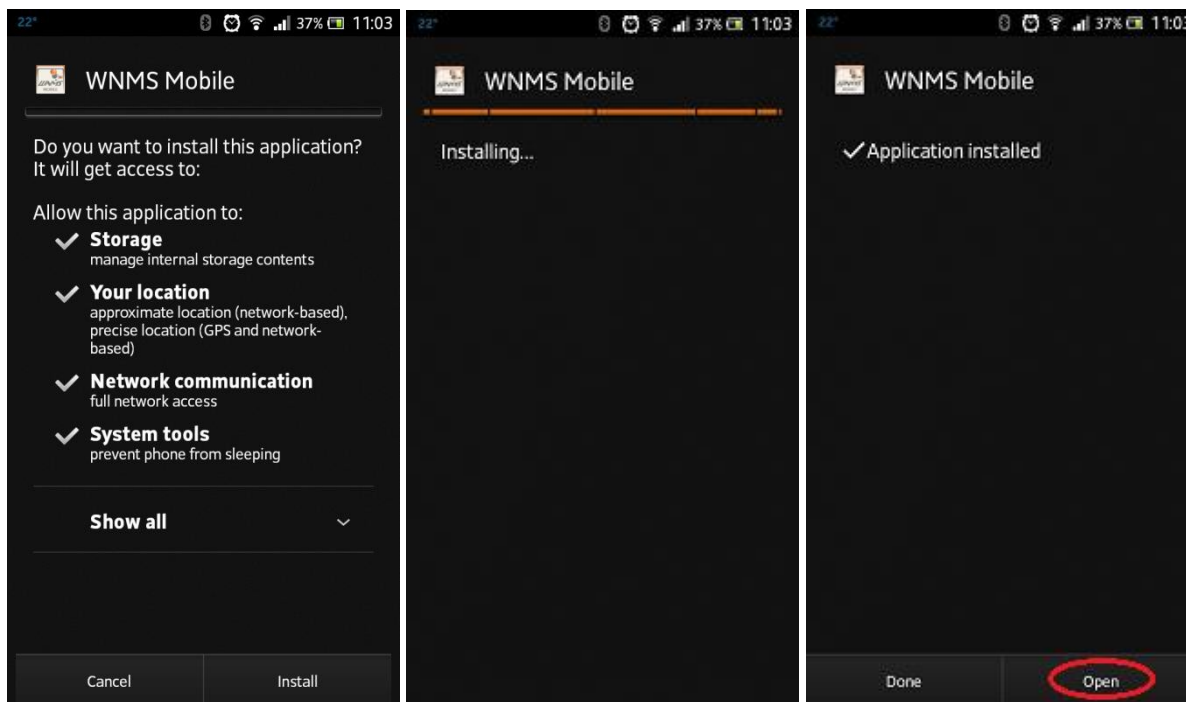 22° 37% 11:03
WNMS Mobile
Do you want to install this application?
It will get access to:
Allow this application to:
Storage
manage internal storage contents
Your location
approximate location (network-based),
precise location (GPS and network-
based)
Network communication
full network access
System tools
prevent phone from sleeping
Show all
Cancel Install
22° 37% 11:03
WNMS Mobile
Installing...
22° 37% 11:03
WNMS Mobile
Application installed
Done Open